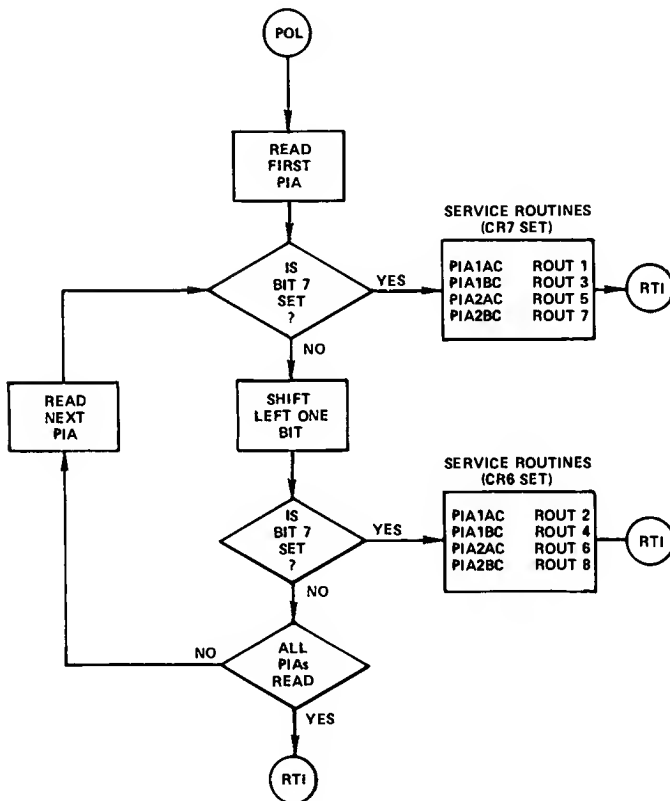 POL
READ
FIRST
PIA
IS
BIT 7
SET
?
YES
NO
SERVICE ROUTINES
(CR7 SET)
PIA1AC ROUT 1
PIA1BC ROUT 3
PIA2AC ROUT 5
PIA2BC ROUT 7
RTI
READ
NEXT
PIA
SHIFT
LEFT ONE
BIT
IS
BIT 7
SET
?
YES
NO
SERVICE ROUTINES
(CR6 SET)
PIA1AC ROUT 2
PIA1BC ROUT 4
PIA2AC ROUT 6
PIA2BC ROUT 8
RTI
ALL
PIAs
READ
NO
YES
RTI